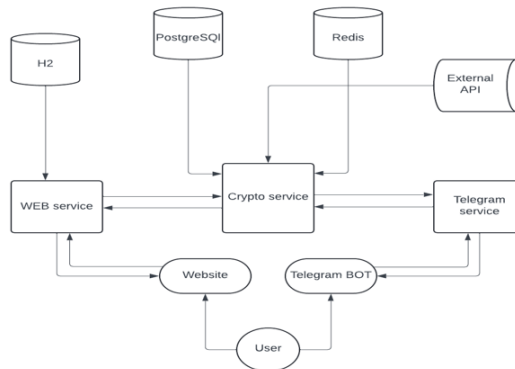 PostgreSQl
Redis
H2
External
API
WEB service
Crypto service
Telegram
service
Website
Telegram BOT
User